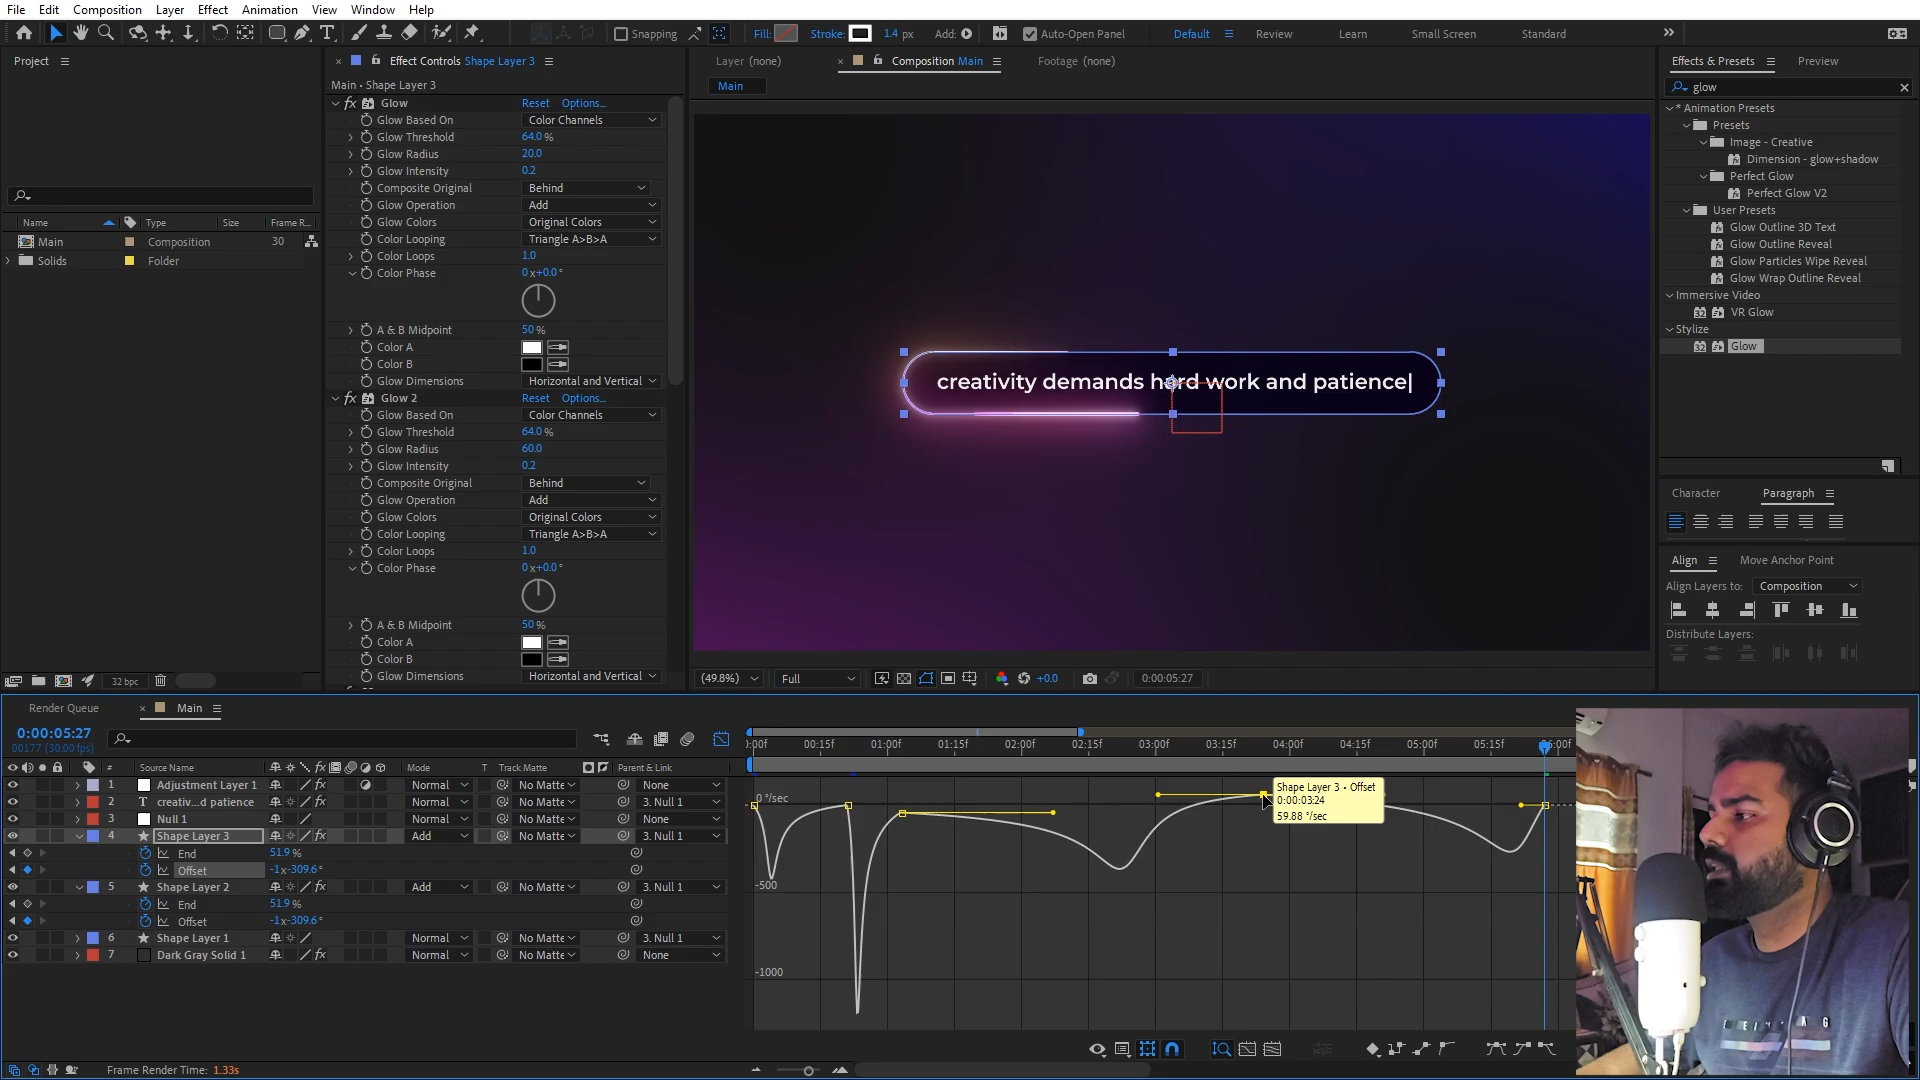 File Edit Composition Layer Effect Animation View Window Help
Snapping Fill: Stroke: 1.4 px Add: Auto-Open Panel Default Review Learn Small Screen Standard
Project
Name Type Size Frame R...
Main Composition 30
Solids Folder
32 bpc
Effect Controls Shape Layer 3
Main • Shape Layer 3
fx Glow Reset Options...
Glow Based On Color Channels
Glow Threshold 64.0 %
Glow Radius 20.0
Glow Intensity 0.2
Composite Original Behind
Glow Operation Add
Glow Colors Original Colors
Color Looping Triangle A>B>A
Color Loops 1.0
Color Phase 0 x+0.0 °
A & B Midpoint 50 %
Color A
Color B
Glow Dimensions Horizontal and Vertical
fx Glow 2 Reset Options...
Glow Based On Color Channels
Glow Threshold 64.0 %
Glow Radius 60.0
Glow Intensity 0.2
Composite Original Behind
Glow Operation Add
Glow Colors Original Colors
Color Looping Triangle A>B>A
Color Loops 1.0
Color Phase 0 x+0.0 °
A & B Midpoint 50 %
Color A
Color B
Glow Dimensions Horizontal and Vertical
Layer (none) Composition Main Footage (none)
Main
creativity demands hard work and patience|
(49.8%) Full +0.0 0:00:05:27
Effects & Presets Preview
glow
* Animation Presets
Presets
Image - Creative
Dimension - glow+shadow
Perfect Glow
Perfect Glow V2
User Presets
Glow Outline 3D Text
Glow Outline Reveal
Glow Particles Wipe Reveal
Glow Wrap Outline Reveal
Immersive Video
32 VR Glow
Stylize
32 Glow
Character Paragraph
Align Move Anchor Point
Align Layers to: Composition
Distribute Layers:
Render Queue Main
0:00:05:27
00177 (30.00 fps)
# Source Name fx Mode T Track Matte Parent & Link
1 Adjustment Layer 1 Normal None
2 T creativ...d patience fx Normal No Matte 3. Null 1
3 Null 1 Normal No Matte None
4 Shape Layer 3 fx Add No Matte 3. Null 1
End 51.9 %
Offset -1x-309.6 °
5 Shape Layer 2 fx Add No Matte 3. Null 1
End 51.9 %
Offset -1x-309.6 °
6 Shape Layer 1 Normal No Matte 3. Null 1
7 Dark Gray Solid 1 fx Normal No Matte None
Frame Render Time: 1.33s
):00f 00:15f 01:00f 01:15f 02:00f 02:15f 03:00f 03:15f 04:00f 04:15f 05:00f 05:15f 06:00f
0 °/sec
-500
-1000
Shape Layer 3 • Offset
0:00:03:24
59.88 °/sec